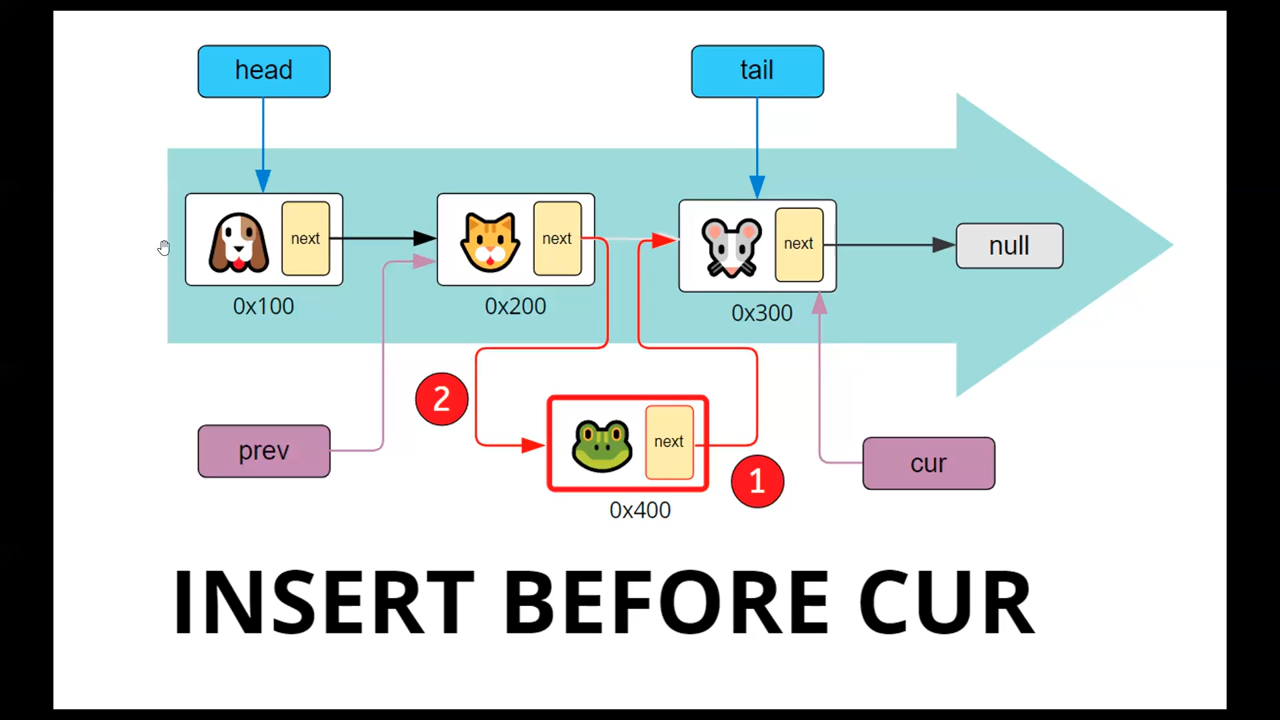 head
tail
next
next
next
null
0x100
0x200
0x300
2
prev
next
cur
1
0x400
INSERT BEFORE CUR